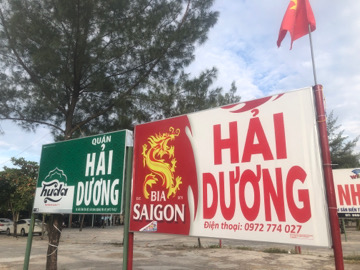 QUÁN
HẢI
DƯƠNG
huda
BIA
SAIGON
HẢI
DƯƠNG
Điện thoại: 0972 774 027
NH